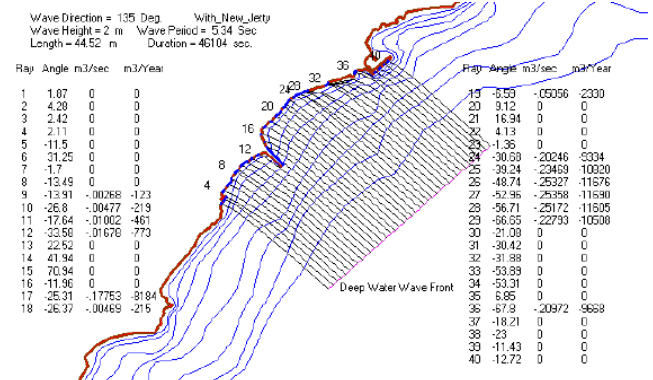 Wave Direction = 135 Deg. With_New_Jetty
Wave Height = 2 m Wave Period = 5.34 Sec
Length = 44.52 m Duration = 46104 sec.
Ray Angle m3/sec m3/Year
1 1.87 0 0
2 4.28 0 0
3 2.42 0 0
4 2.11 0 0
5 -11.5 0 0
6 31.25 0 0
7 -1.7 0 0
8 -13.49 0 0
9 -13.91 -.00268 -123
10 -26.8 -.00477 -219
11 -17.64 -.01002 -461
12 -33.58 -.01678 -773
13 22.52 0 0
14 41.94 0 0
15 70.94 0 0
16 -11.96 0 0
17 -25.31 -.17753 -8184
18 -26.37 -.00469 -215
4
8
12
16
20
24
28
32
36
Deep Water Wave Front
Ray Angle m3/sec m3/Year
19 -6.59 -.05056 -2330
20 9.12 0 0
21 16.94 0 0
22 4.13 0 0
23 -1.36 0 0
24 -30.68 -.20246 -9334
25 -39.24 -.23469 -10820
26 -48.74 -.25327 -11676
27 -52.96 -.25358 -11690
28 -56.71 -.25172 -11605
29 -66.65 -.22793 -10508
30 -21.08 0 0
31 -30.42 0 0
32 -31.88 0 0
33 -53.89 0 0
34 -53.31 0 0
35 6.85 0 0
36 -67.8 -.20972 -9668
37 -18.21 0 0
38 -23 0 0
39 -11.43 0 0
40 -12.72 0 0